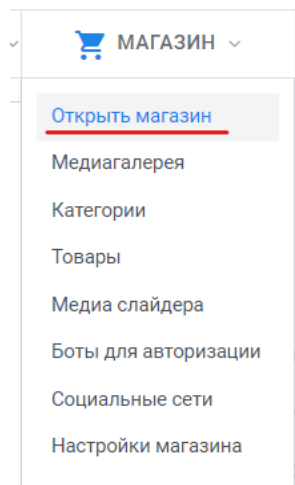 МАГАЗИН
Открыть магазин
Медиагалерея
Категории
Товары
Медиа слайдера
Боты для авторизации
Социальные сети
Настройки магазина